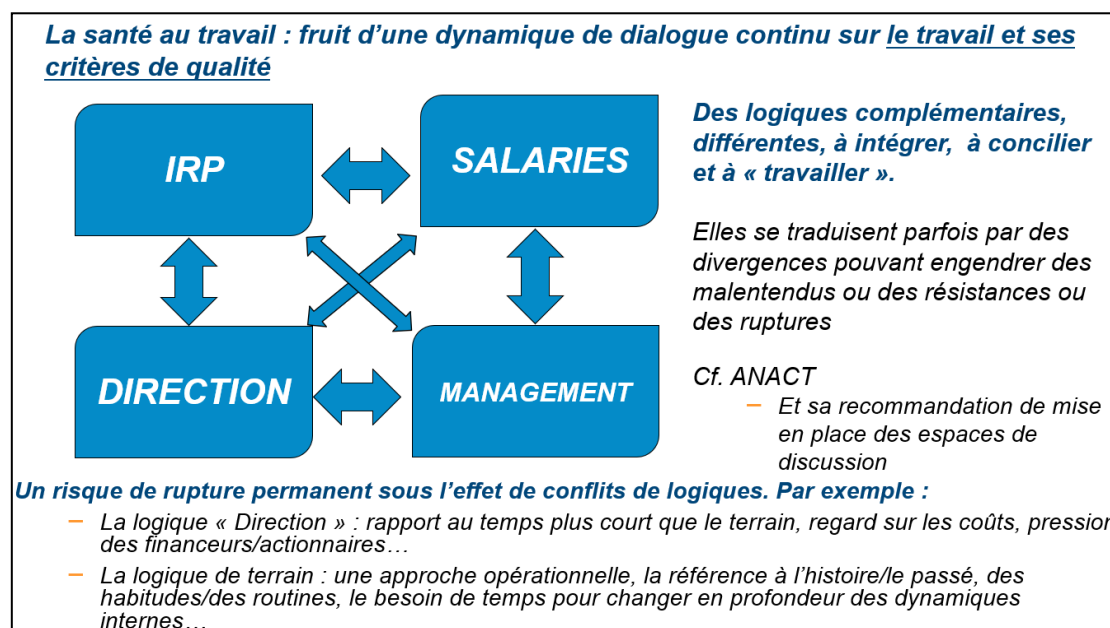 La santé au travail : fruit d’une dynamique de dialogue continu sur le travail et ses
critères de qualité
IRP
SALARIES
DIRECTION
MANAGEMENT
Des logiques complémentaires,
différentes, à intégrer, à concilier
et à « travailler ».
Elles se traduisent parfois par des
divergences pouvant engendrer des
malentendus ou des résistances ou
des ruptures
Cf. ANACT
– Et sa recommandation de mise
en place des espaces de
discussion
Un risque de rupture permanent sous l’effet de conflits de logiques. Par exemple :
– La logique « Direction » : rapport au temps plus court que le terrain, regard sur les coûts, pression
des financeurs/actionnaires…
– La logique de terrain : une approche opérationnelle, la référence à l’histoire/le passé, des
habitudes/des routines, le besoin de temps pour changer en profondeur des dynamiques
internes…